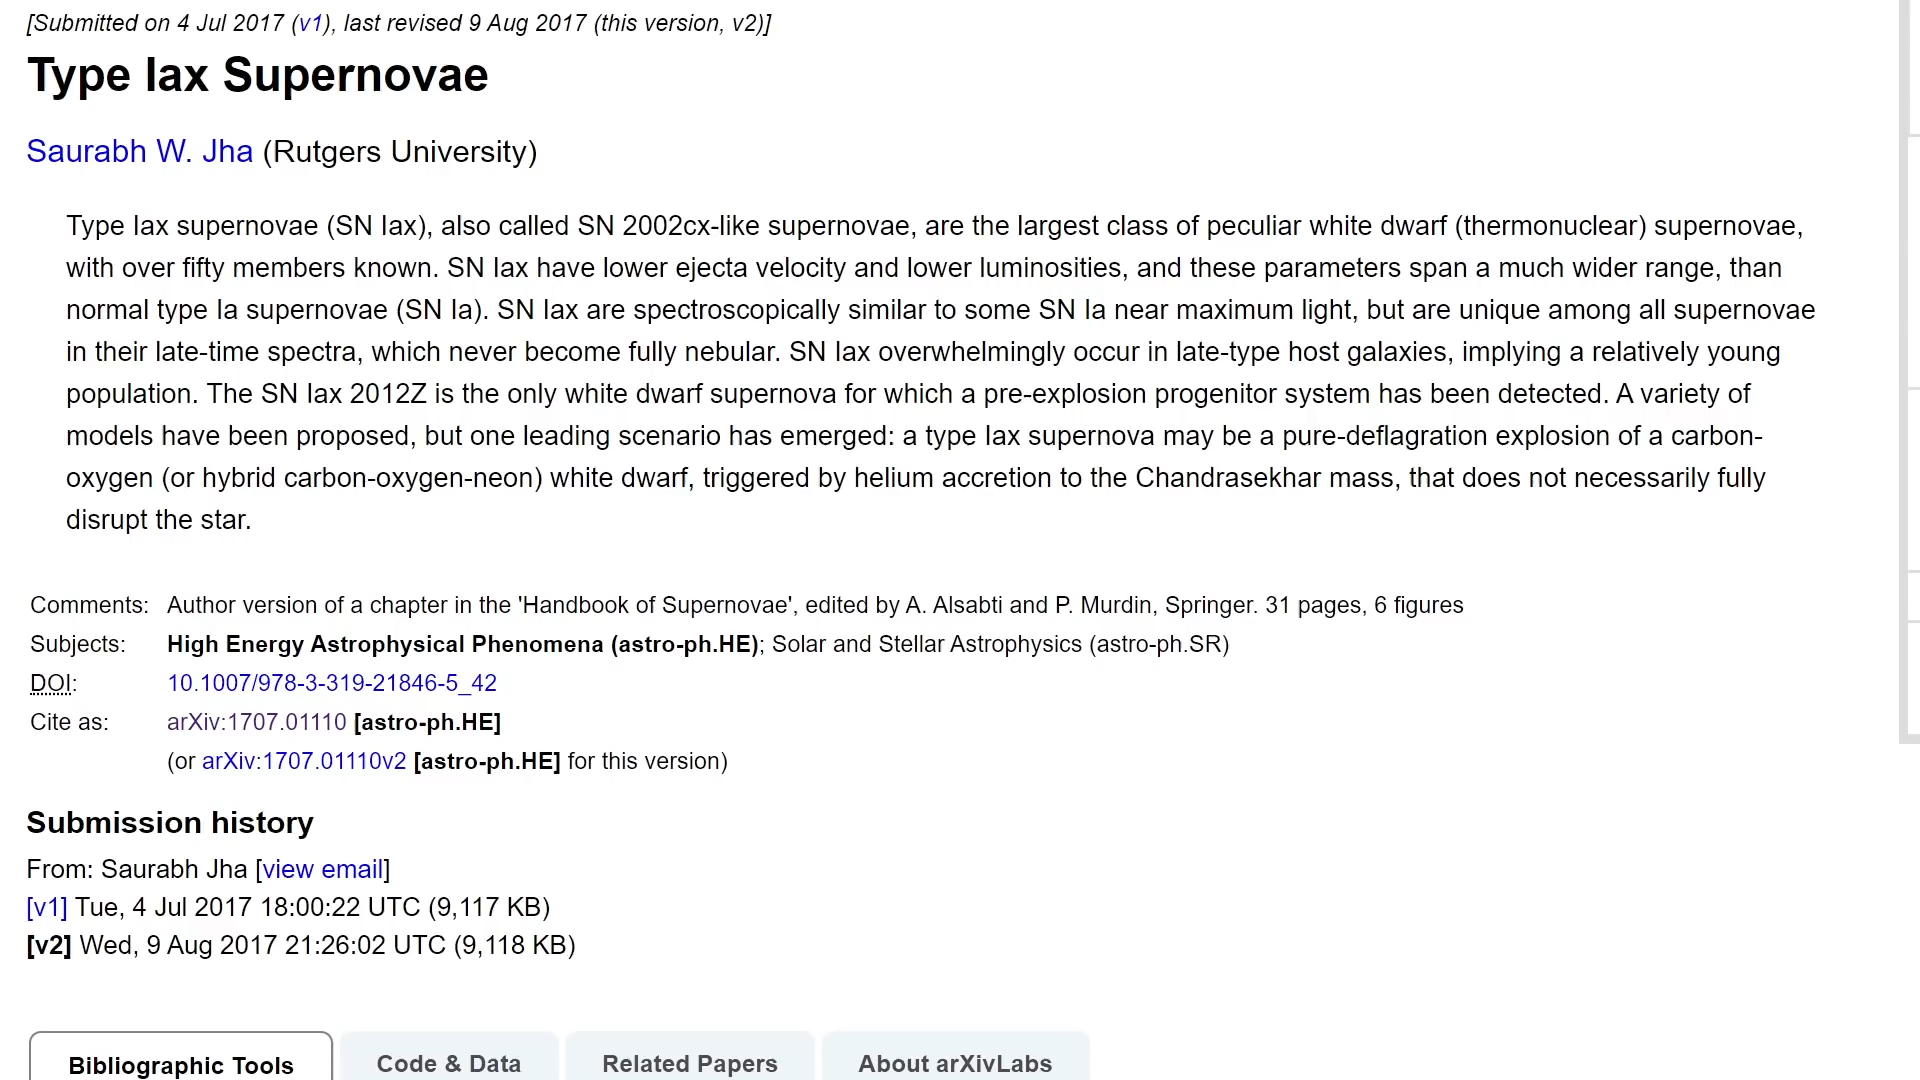 [Submitted on 4 Jul 2017 (v1), last revised 9 Aug 2017 (this version, v2)]
Type Iax Supernovae
Saurabh W. Jha (Rutgers University)
Type Iax supernovae (SN Iax), also called SN 2002cx-like supernovae, are the largest class of peculiar white dwarf (thermonuclear) supernovae,
with over fifty members known. SN Iax have lower ejecta velocity and lower luminosities, and these parameters span a much wider range, than
normal type Ia supernovae (SN Ia). SN Iax are spectroscopically similar to some SN Ia near maximum light, but are unique among all supernovae
in their late-time spectra, which never become fully nebular. SN Iax overwhelmingly occur in late-type host galaxies, implying a relatively young
population. The SN Iax 2012Z is the only white dwarf supernova for which a pre-explosion progenitor system has been detected. A variety of
models have been proposed, but one leading scenario has emerged: a type Iax supernova may be a pure-deflagration explosion of a carbon-
oxygen (or hybrid carbon-oxygen-neon) white dwarf, triggered by helium accretion to the Chandrasekhar mass, that does not necessarily fully
disrupt the star.
Comments: Author version of a chapter in the 'Handbook of Supernovae', edited by A. Alsabti and P. Murdin, Springer. 31 pages, 6 figures
Subjects: High Energy Astrophysical Phenomena (astro-ph.HE); Solar and Stellar Astrophysics (astro-ph.SR)
DOI: 10.1007/978-3-319-21846-5_42
Cite as: arXiv:1707.01110 [astro-ph.HE]
(or arXiv:1707.01110v2 [astro-ph.HE] for this version)
Submission history
From: Saurabh Jha [view email]
[v1] Tue, 4 Jul 2017 18:00:22 UTC (9,117 KB)
[v2] Wed, 9 Aug 2017 21:26:02 UTC (9,118 KB)
Bibliographic Tools Code & Data Related Papers About arXivLabs